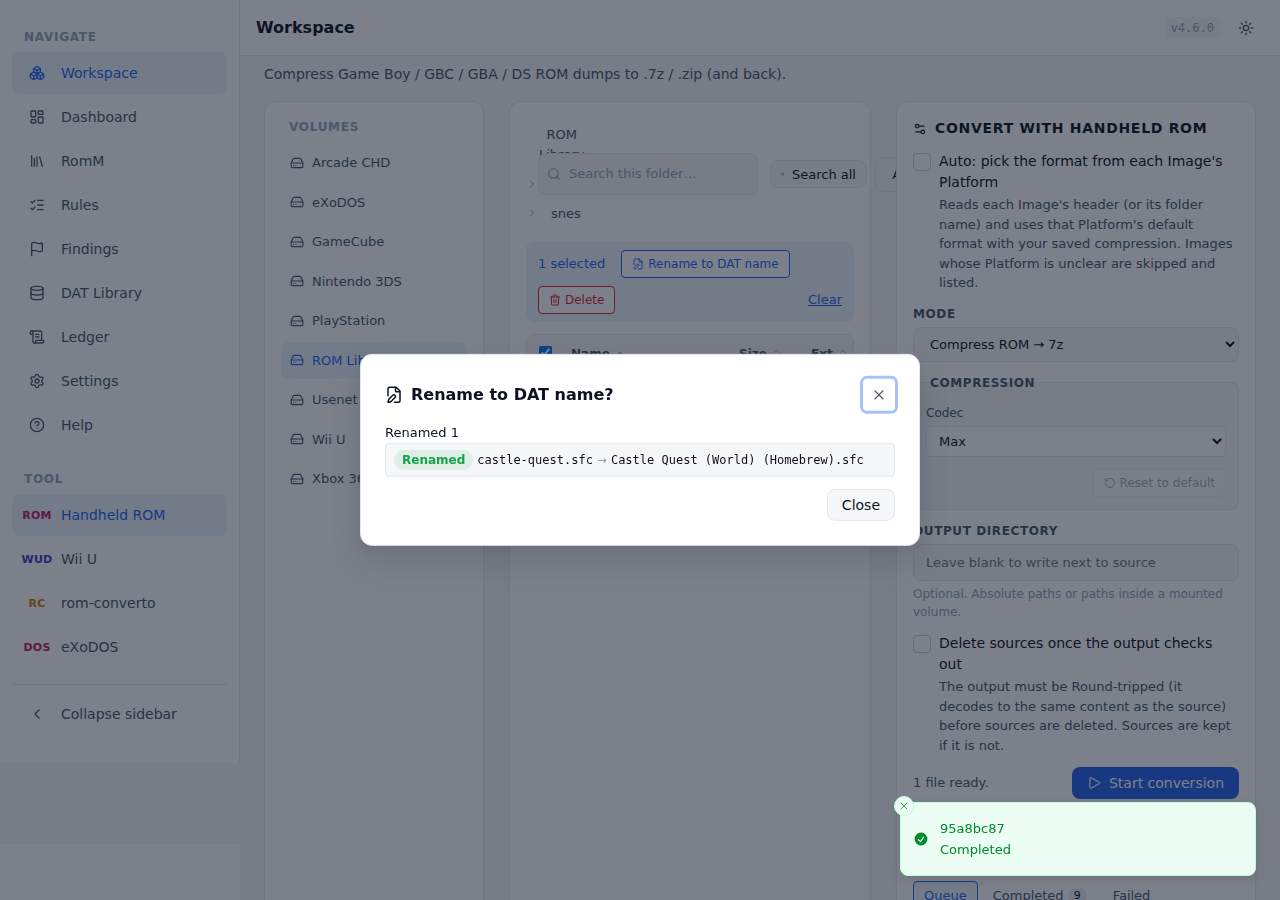 NAVIGATE
Workspace
Dashboard
RomM
Rules
Findings
DAT Library
Ledger
Settings
Help
TOOL
ROM Handheld ROM
WUD Wii U
RC rom-converto
DOS eXoDOS
Collapse sidebar
Workspace
v4.6.0
Compress Game Boy / GBC / GBA / DS ROM dumps to .7z / .zip (and back).
VOLUMES
Arcade CHD
eXoDOS
GameCube
Nintendo 3DS
PlayStation
ROM Lib
Usenet
Wii U
Xbox 36
ROM
Library
Search this folder…
Search all
snes
1 selected
Rename to DAT name
Delete
Clear
Name
Size
Ext
CONVERT WITH HANDHELD ROM
Auto: pick the format from each Image's
Platform
Reads each Image's header (or its folder
name) and uses that Platform's default
format with your saved compression. Images
whose Platform is unclear are skipped and
listed.
MODE
Compress ROM → 7z
COMPRESSION
Codec
Max
Reset to default
OUTPUT DIRECTORY
Leave blank to write next to source
Optional. Absolute paths or paths inside a mounted
volume.
Delete sources once the output checks
out
The output must be Round-tripped (it
decodes to the same content as the source)
before sources are deleted. Sources are kept
if it is not.
1 file ready.
Start conversion
Queue
Completed 9
Failed
Rename to DAT name?
Renamed 1
Renamed castle-quest.sfc → Castle Quest (World) (Homebrew).sfc
Close
95a8bc87
Completed